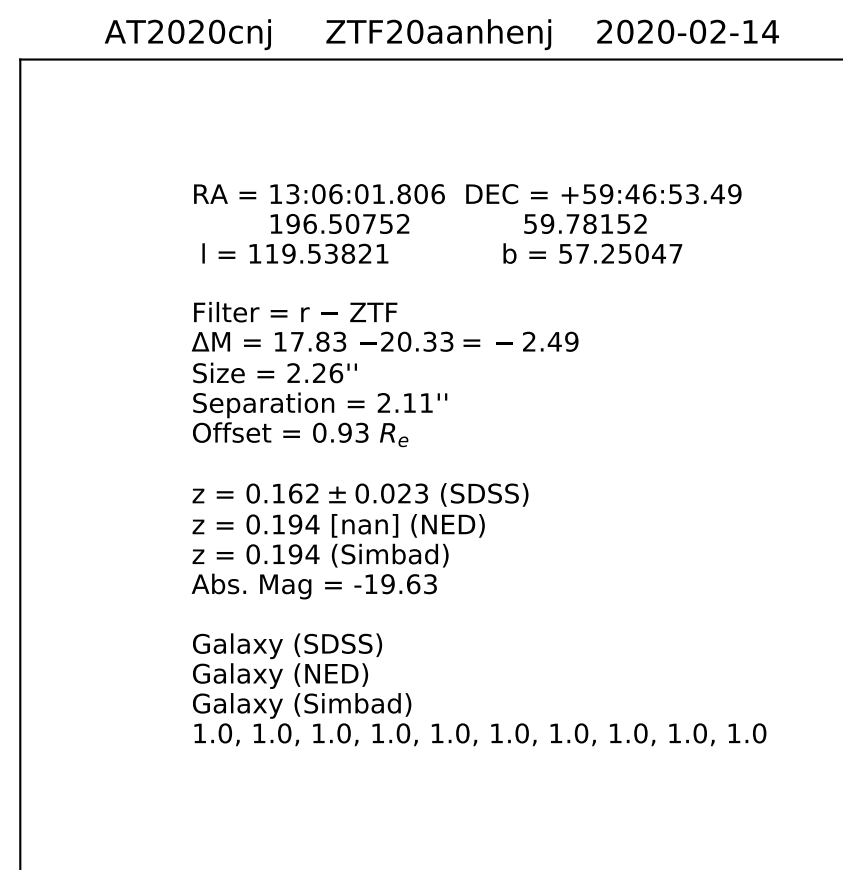 AT2020cnj ZTF20aanhenj 2020-02-14
RA = 13:06:01.806 DEC = +59:46:53.49
196.50752 59.78152
l = 119.53821 b = 57.25047
Filter = r − ZTF
ΔM = 17.83 −20.33 = − 2.49
Size = 2.26''
Separation = 2.11''
Offset = 0.93 Rₑ
z = 0.162 ± 0.023 (SDSS)
z = 0.194 [nan] (NED)
z = 0.194 (Simbad)
Abs. Mag = -19.63
Galaxy (SDSS)
Galaxy (NED)
Galaxy (Simbad)
1.0, 1.0, 1.0, 1.0, 1.0, 1.0, 1.0, 1.0, 1.0, 1.0